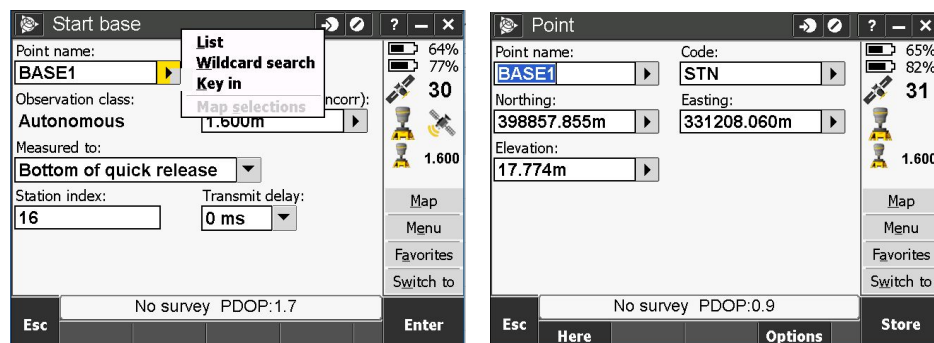 Start base
? – ×
Point name:
BASE1
List
Wildcard search
Key in
Map selections
Observation class:
ncorr):
Autonomous
1.600m
Measured to:
Bottom of quick release
Station index:
Transmit delay:
16
0 ms
64%
77%
30
1.600
Map
Menu
Favorites
Switch to
No survey PDOP:1.7
Esc
Enter
Point
? – ×
Point name:
Code:
BASE1
STN
Northing:
Easting:
398857.855m
331208.060m
Elevation:
17.774m
65%
82%
31
1.600
Map
Menu
Favorites
Switch to
No survey PDOP:0.9
Esc
Here
Options
Store